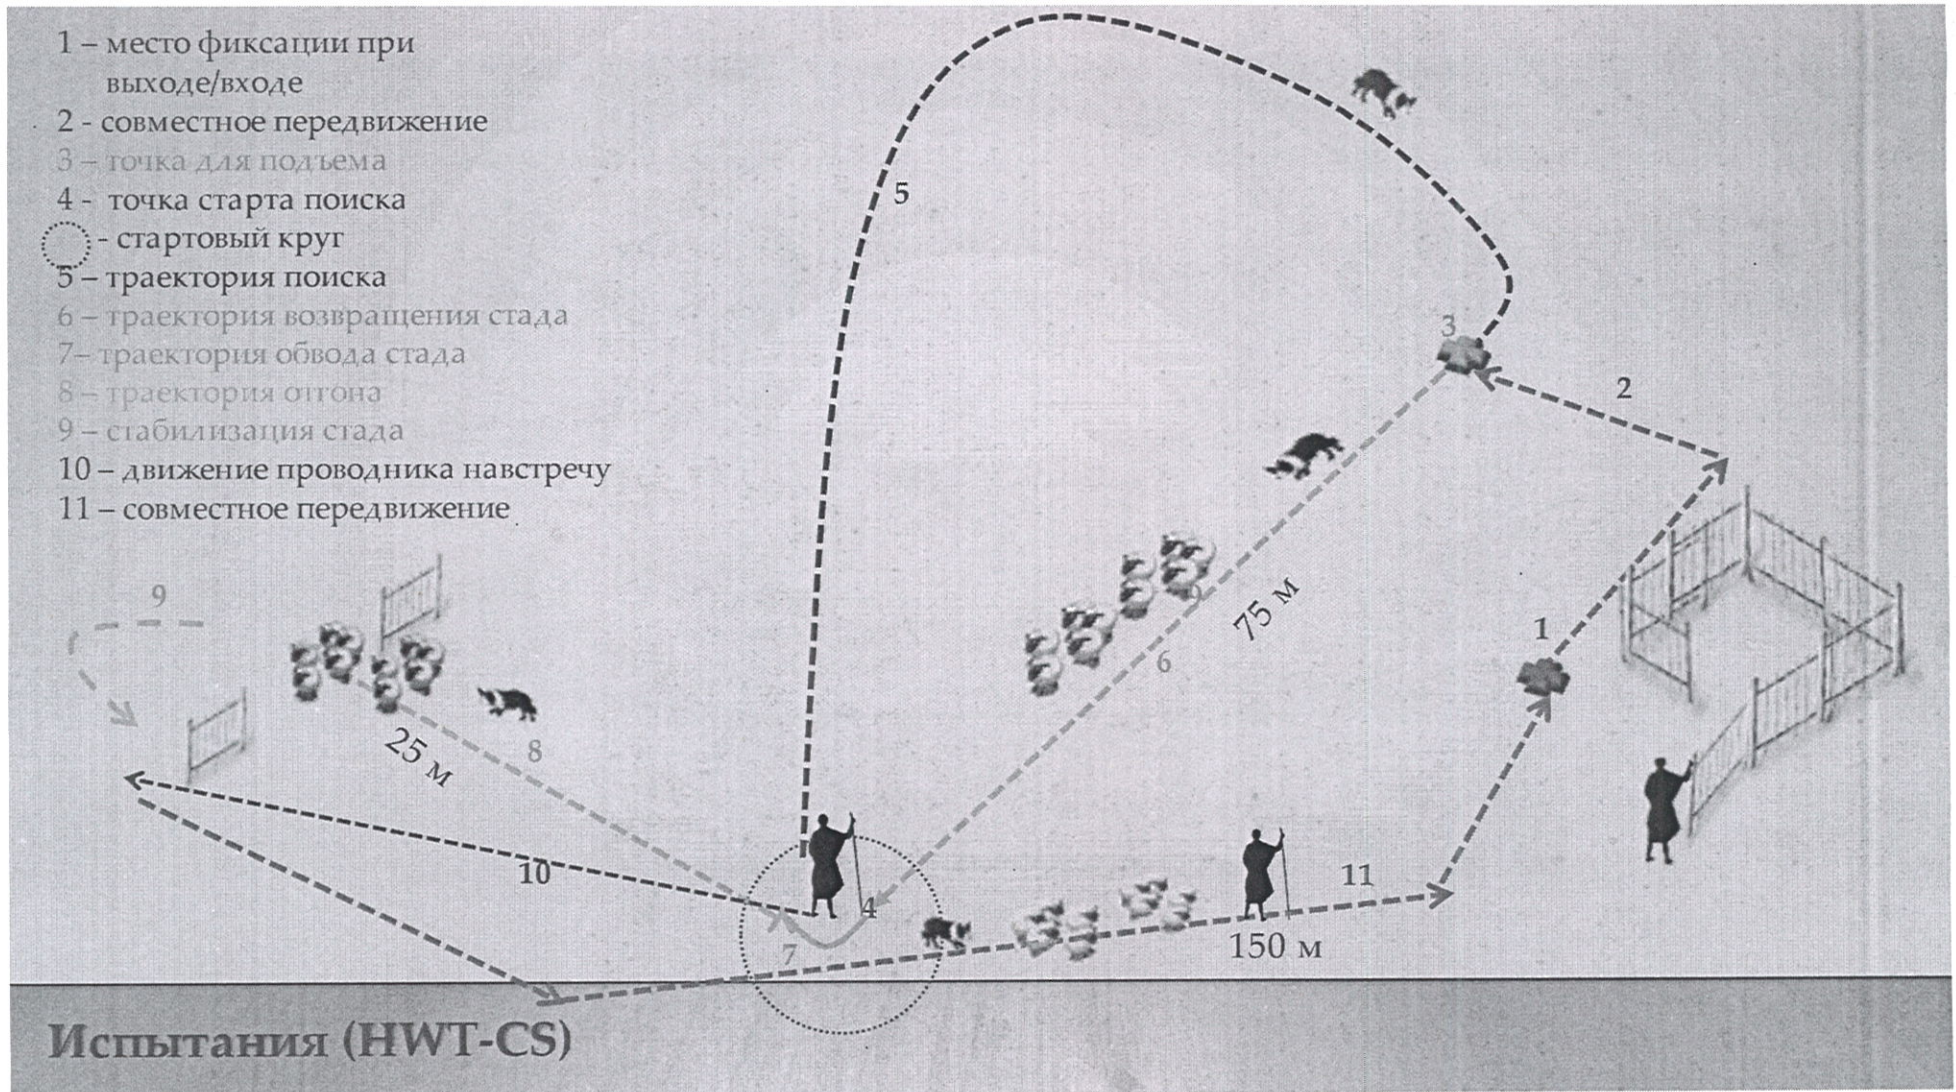 1 – место фиксации при
выходе/входе
2 - совместное передвижение
3 – точка для подъема
4 - точка старта поиска
- стартовый круг
5 – траектория поиска
6 – траектория возвращения стада
7– траектория обвода стада
8 – траектория отгона
9 – стабилизация стада
10 – движение проводника навстречу
11 – совместное передвижение
5
3
2
9
75 м
1
6
25 м
8
10
4
11
7
150 м
Испытания (HWT-CS)